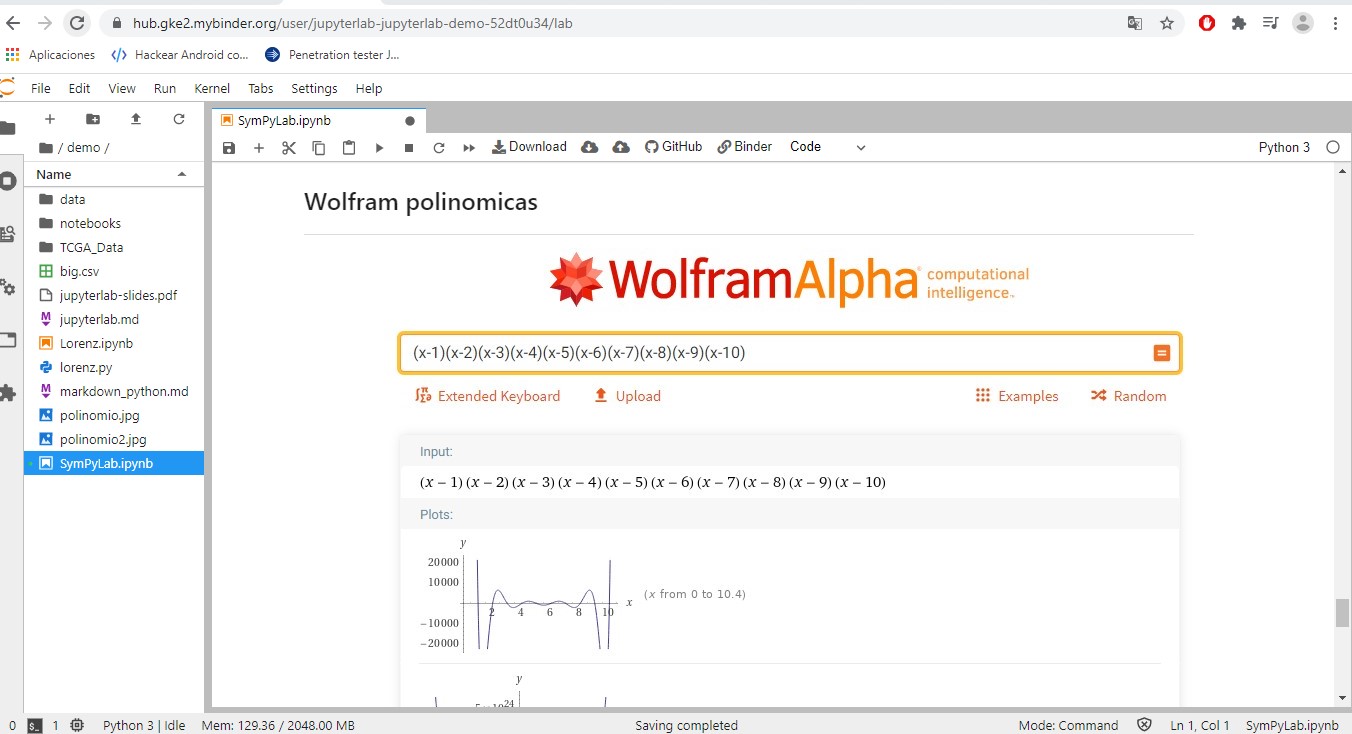 hub.gke2.mybinder.org/user/jupyterlab-jupyterlab-demo-52dt0u34/lab
Aplicaciones </> Hackear Android co... Penetration tester J...
File Edit View Run Kernel Tabs Settings Help
SymPyLab.ipynb
/ demo /
Download GitHub Binder Code Python 3
Name
data
notebooks
TCGA_Data
big.csv
jupyterlab-slides.pdf
jupyterlab.md
Lorenz.ipynb
lorenz.py
markdown_python.md
polinomio.jpg
polinomio2.jpg
SymPyLab.ipynb
Wolfram polinomicas
WolframAlpha computational intelligence™
(x-1)(x-2)(x-3)(x-4)(x-5)(x-6)(x-7)(x-8)(x-9)(x-10)
Extended Keyboard Upload Examples Random
Input:
(x – 1) (x – 2) (x – 3) (x – 4) (x – 5) (x – 6) (x – 7) (x – 8) (x – 9) (x – 10)
Plots:
y
20000
10000
2 4 6 8 10 x (x from 0 to 10.4)
–10000
–20000
y
0 1 Python 3 | Idle Mem: 129.36 / 2048.00 MB Saving completed Mode: Command Ln 1, Col 1 SymPyLab.ipynb